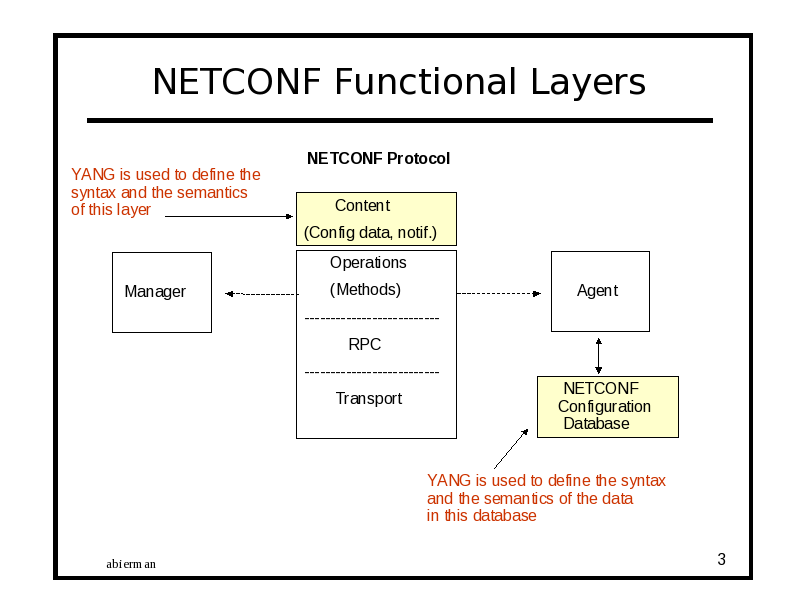 NETCONF Functional Layers
NETCONF Protocol
YANG is used to define the
syntax and the semantics
of this layer
Content
(Config data, notif.)
Operations
(Methods)
-------------------------
RPC
-------------------------
Transport
Manager
Agent
NETCONF
Configuration
Database
YANG is used to define the syntax
and the semantics of the data
in this database
abierman
3